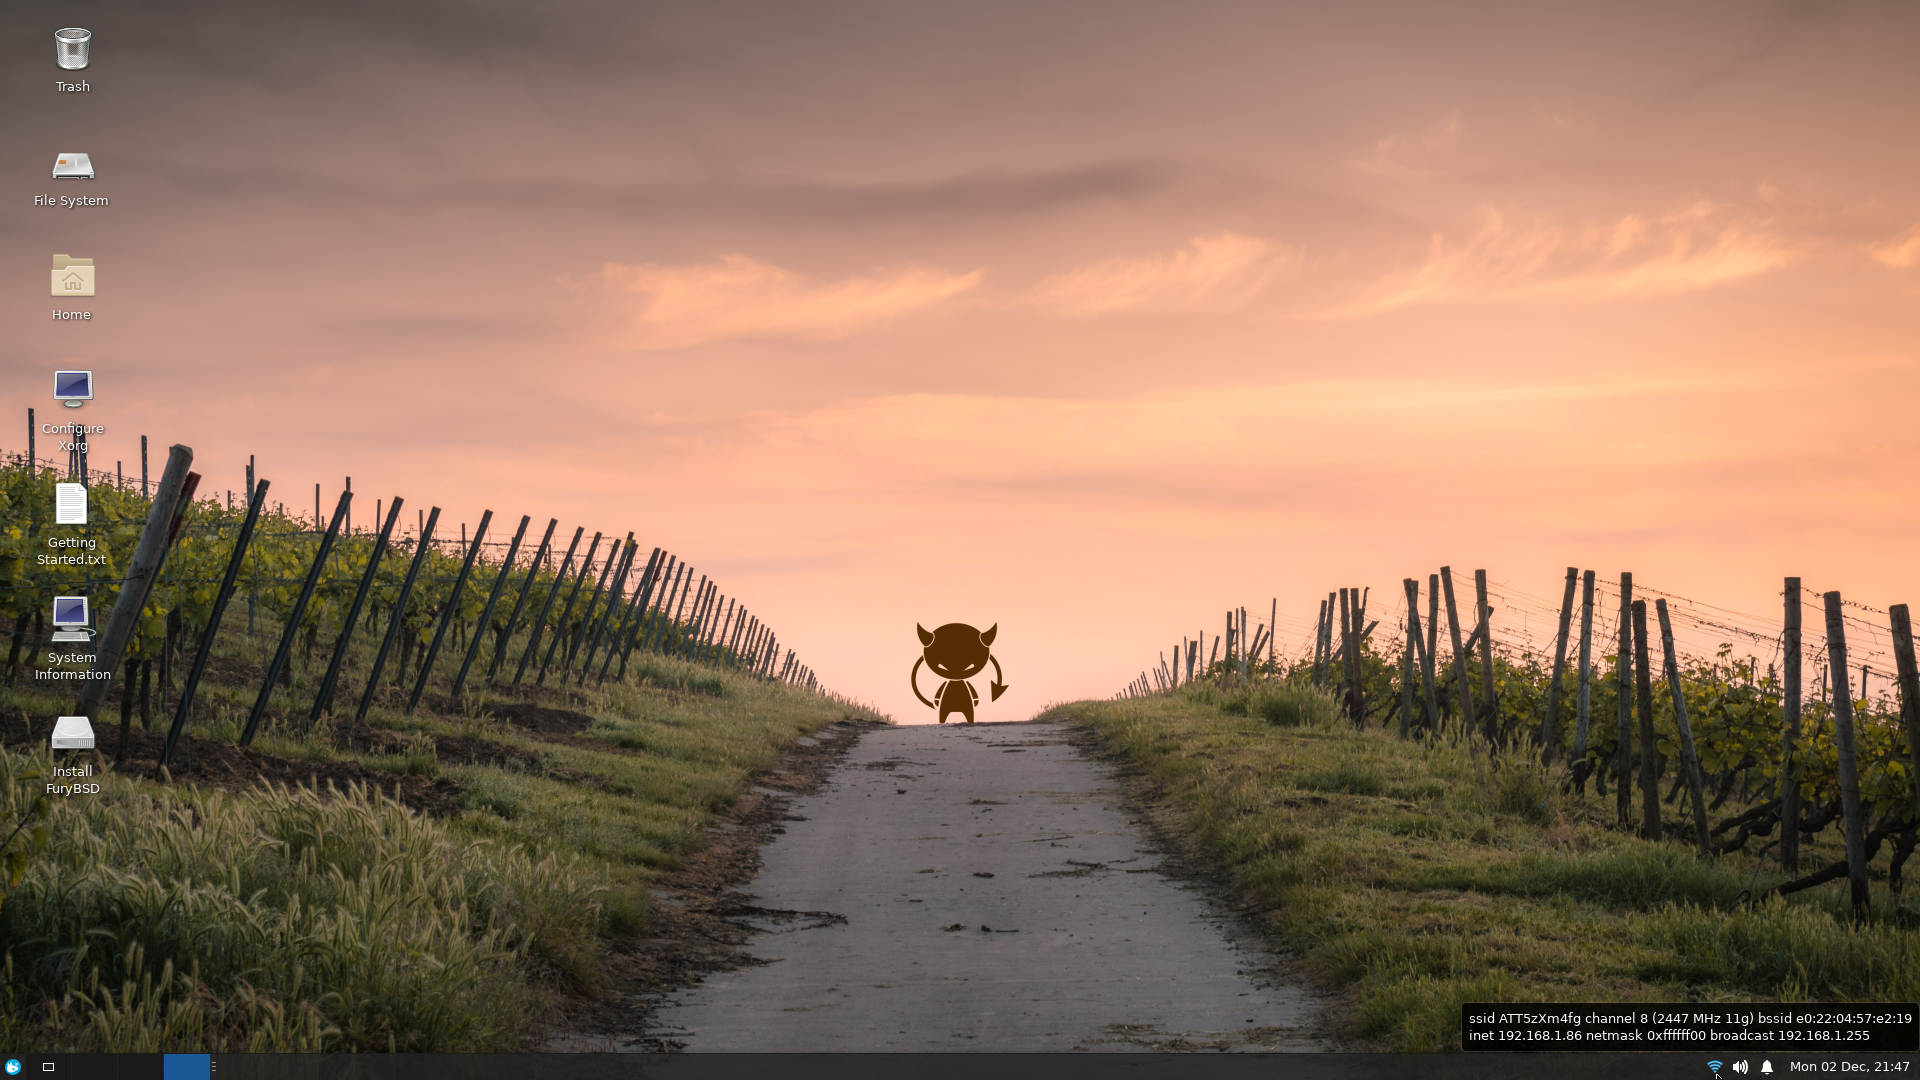 Trash
File System
Home
Configure
Xorg
Getting
Started.txt
System
Information
Install
FuryBSD
ssid ATT5zXm4fg channel 8 (2447 MHz 11g) bssid e0:22:04:57:e2:19
inet 192.168.1.86 netmask 0xffffff00 broadcast 192.168.1.255
Mon 02 Dec, 21:47